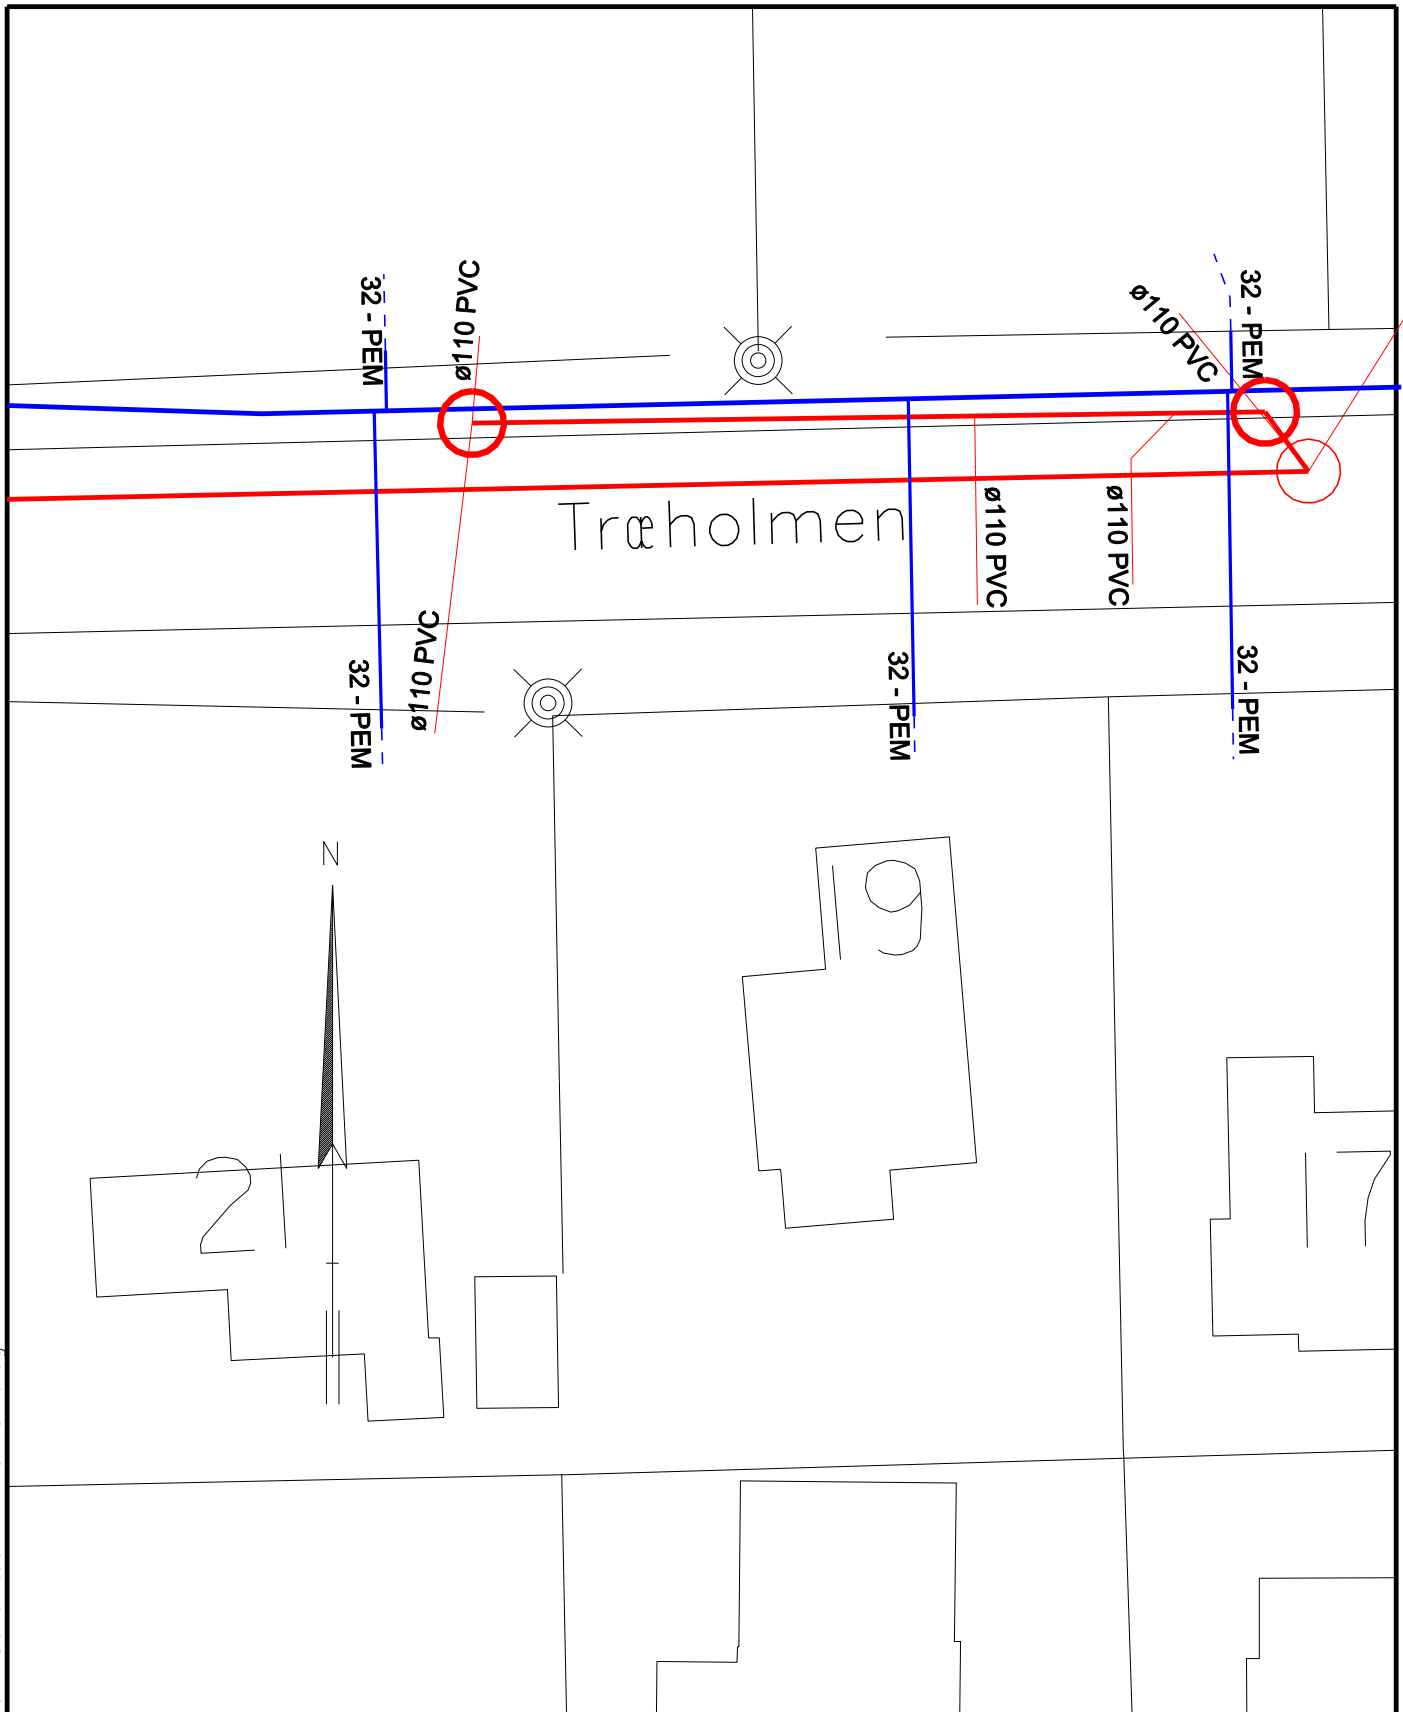 32 - PEM
ø110 PVC
ø110 PVC
32 - PEM
Træholmen
ø110 PVC
ø110 PVC
32 - PEM
ø110 PVC
32 - PEM
32 - PEM
N
19
21
17